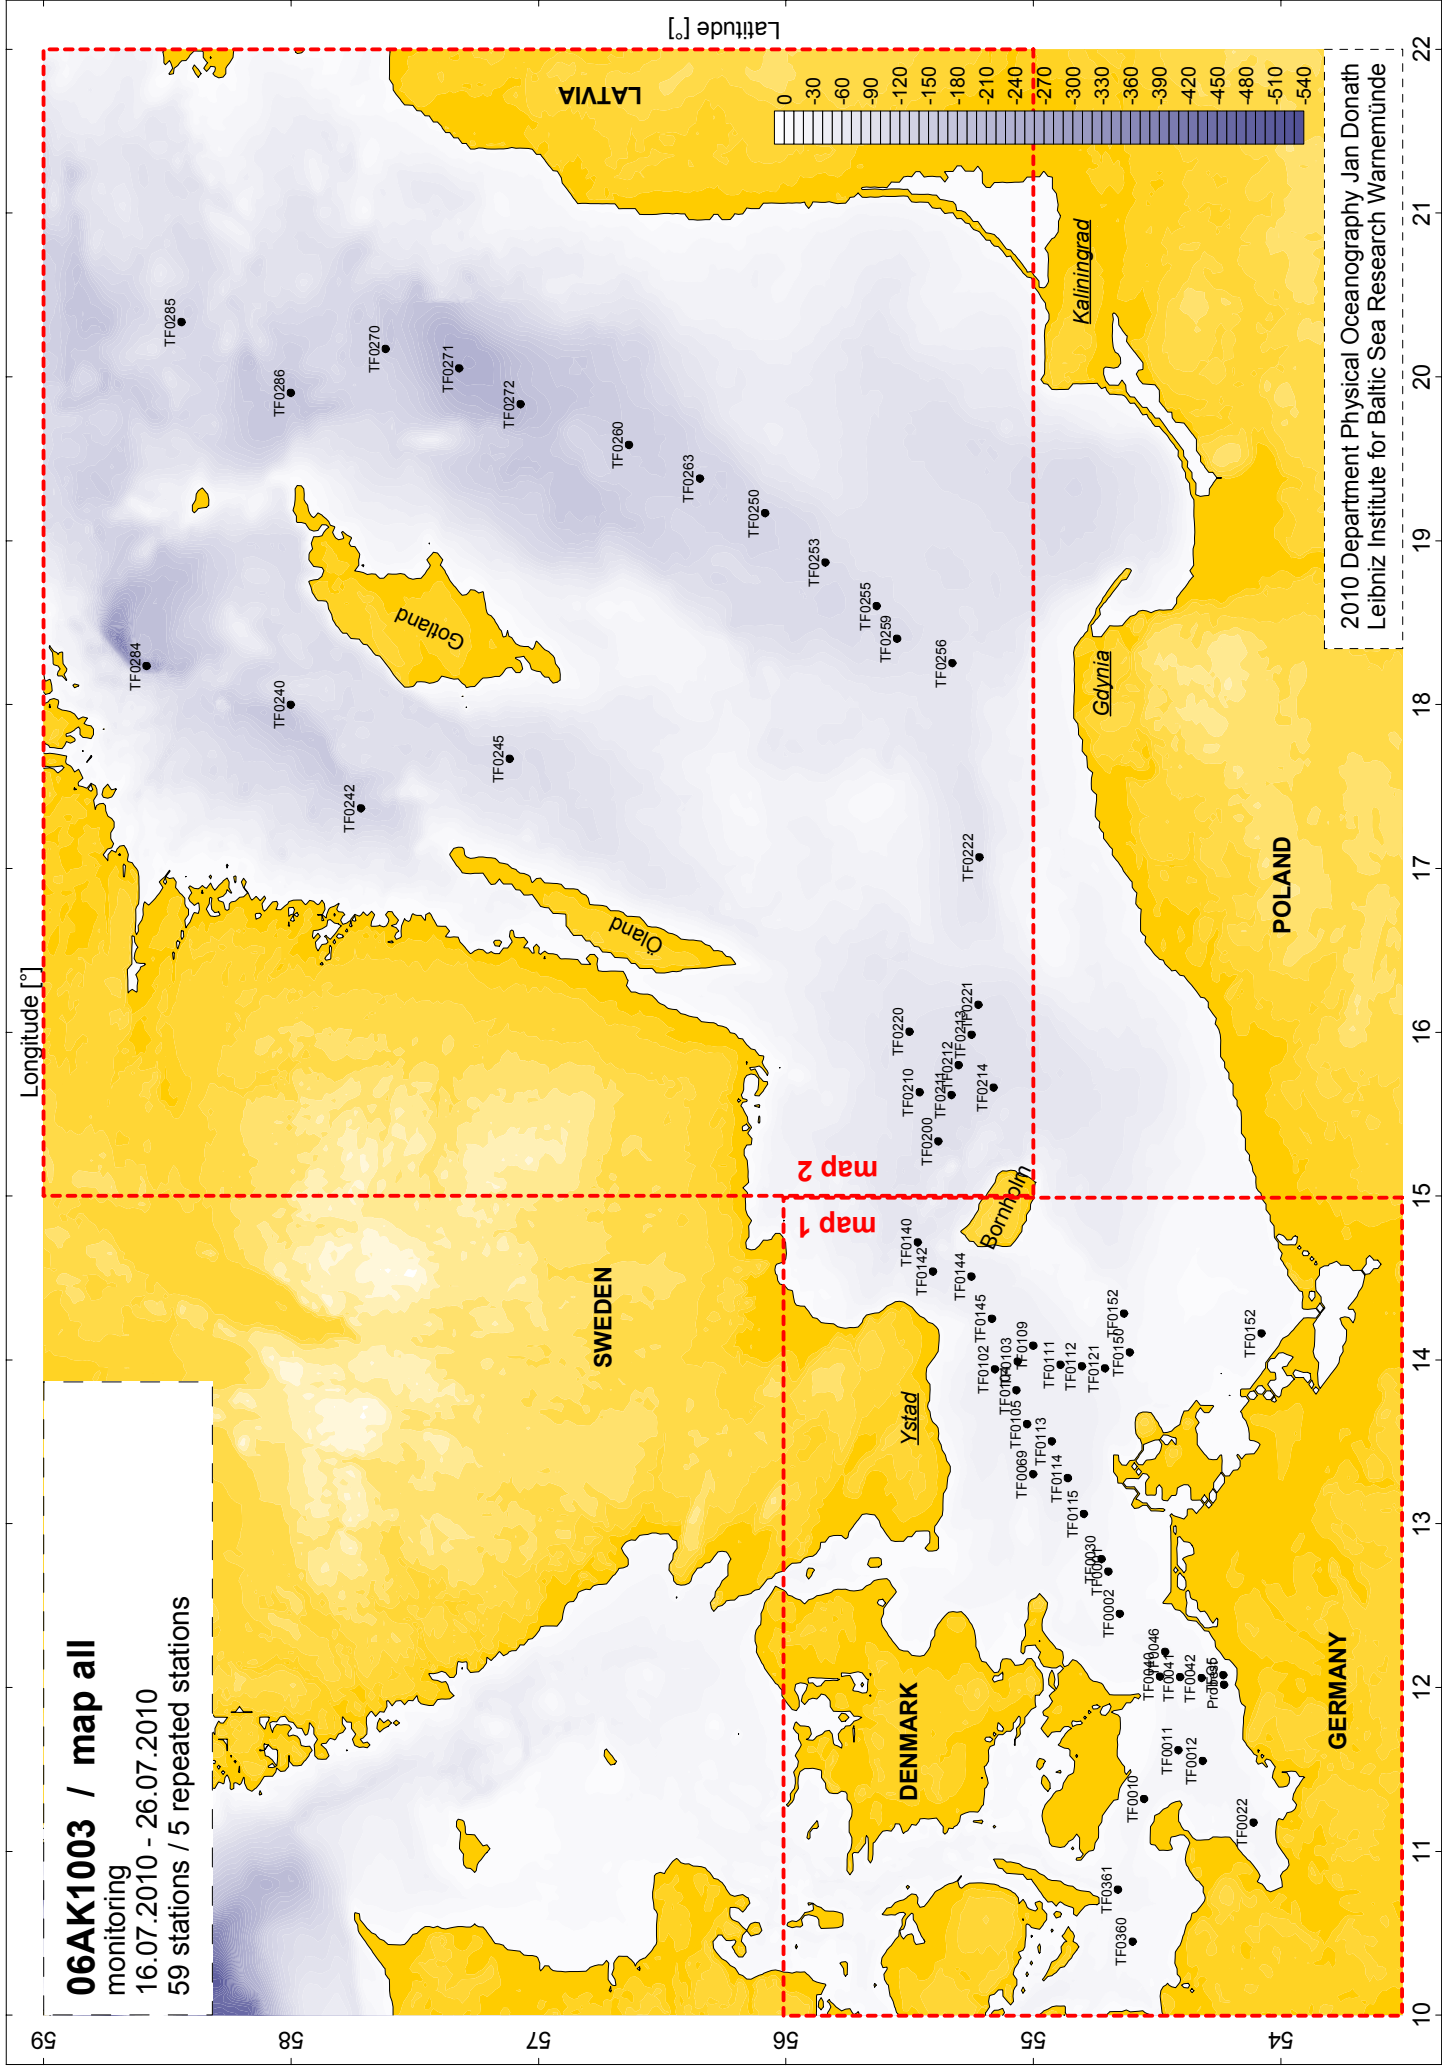 06AK1003 / map all
monitoring
16.07.2010 - 26.07.2010
59 stations / 5 repeated stations
Longitude [°]
Latitude [°]
59
58
57
56
55
54
10
11
12
13
14
15
16
17
18
19
20
21
22
SWEDEN
DENMARK
GERMANY
POLAND
LATVIA
Gotland
Öland
Bornholm
Ystad
Gdynia
Kaliningrad
map 1
map 2
TF0284
TF0240
TF0242
TF0245
TF0285
TF0286
TF0270
TF0271
TF0272
TF0260
TF0263
TF0250
TF0253
TF0255
TF0259
TF0256
TF0222
TF0220
TF0221
TF0213
TF0212
TF0210
TF0211
TF0214
TF0200
TF0140
TF0142
TF0144
TF0145
TF0102
TF0103
TF0109
TF0104
TF0105
TF0111
TF0112
TF0121
TF0150
TF0152
TF0152
TF0113
TF0069
TF0114
TF0115
TF0030
TF0001
TF0002
TF0046
TF0040
TF0041
TF0042
TF0011
TF0012
TF0010
TF0022
TF0361
TF0360
0
-30
-60
-90
-120
-150
-180
-210
-240
-270
-300
-330
-360
-390
-420
-450
-480
-510
-540
2010 Department Physical Oceanography Jan Donath
Leibniz Institute for Baltic Sea Research Warnemünde